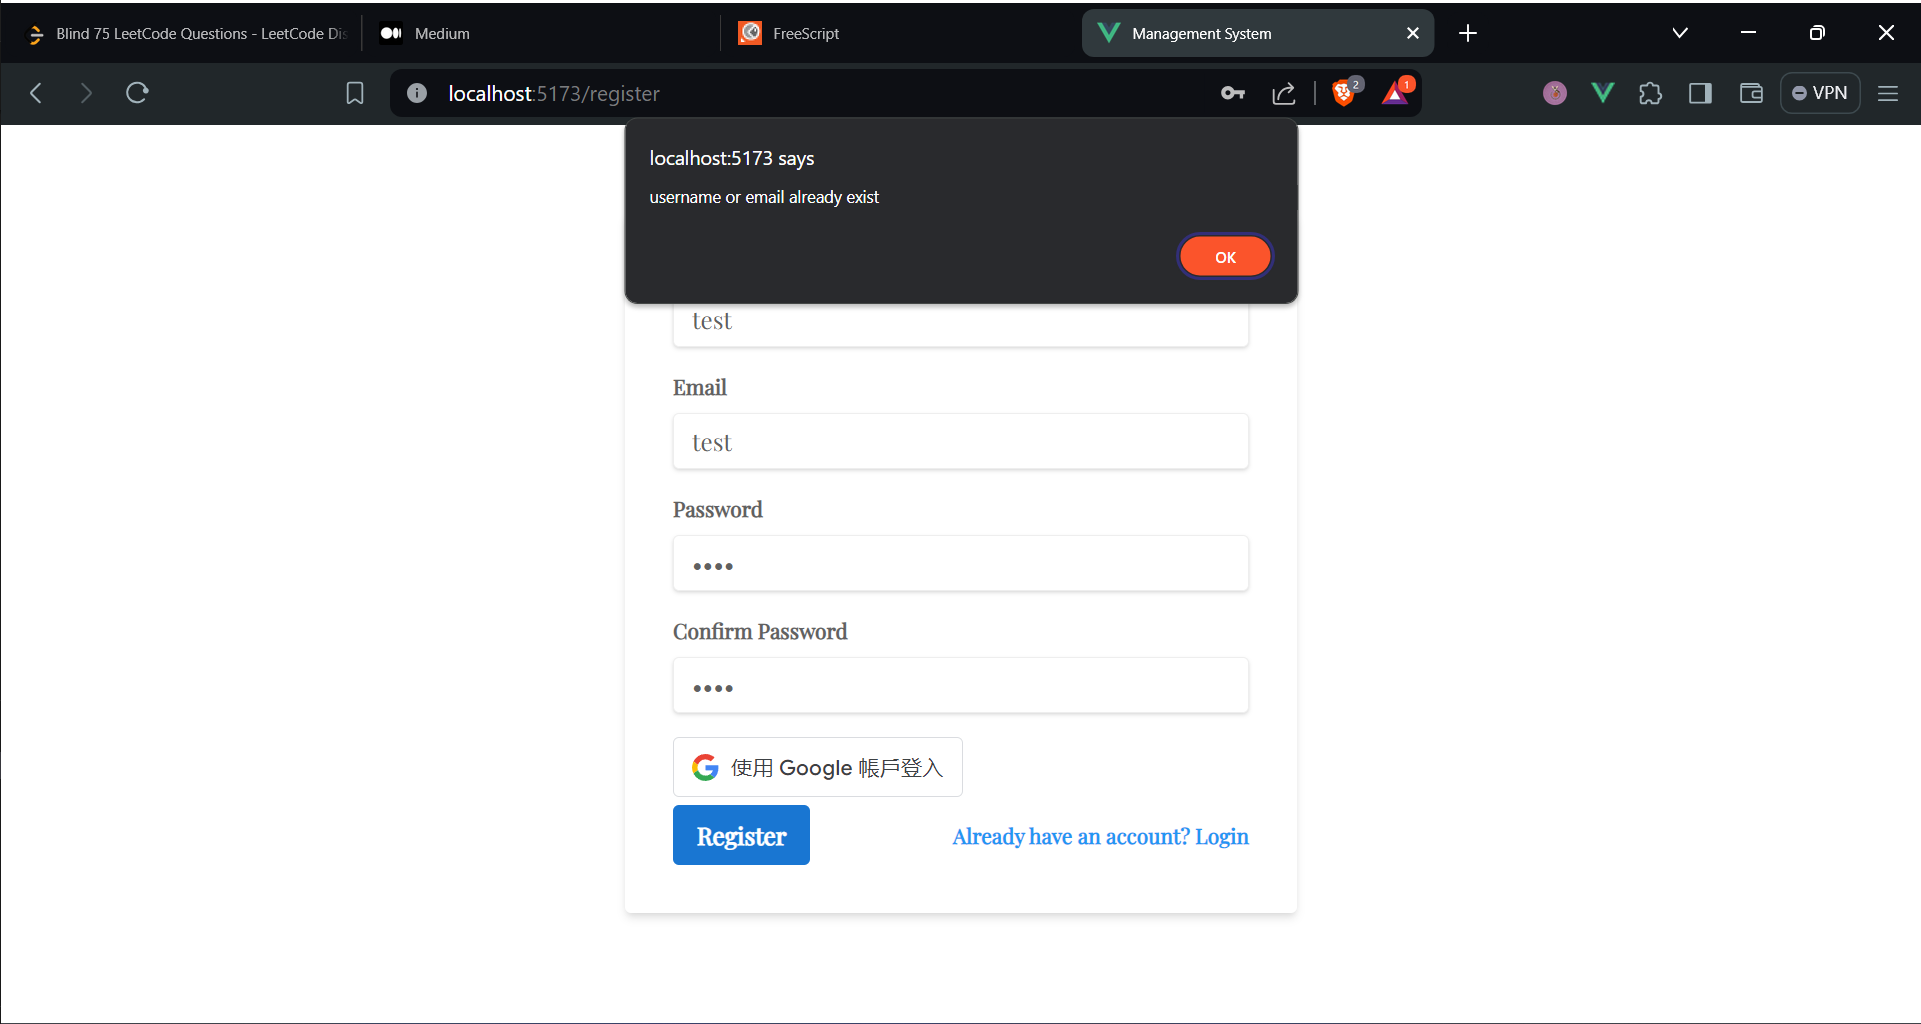 Blind 75 LeetCode Questions - LeetCode Dis
Medium
FreeScript
Management System
localhost:5173/register
2
1
VPN
localhost:5173 says
username or email already exist
OK
test
Email
test
Password
••••
Confirm Password
••••
使用 Google 帳戶登入
Register
Already have an account? Login